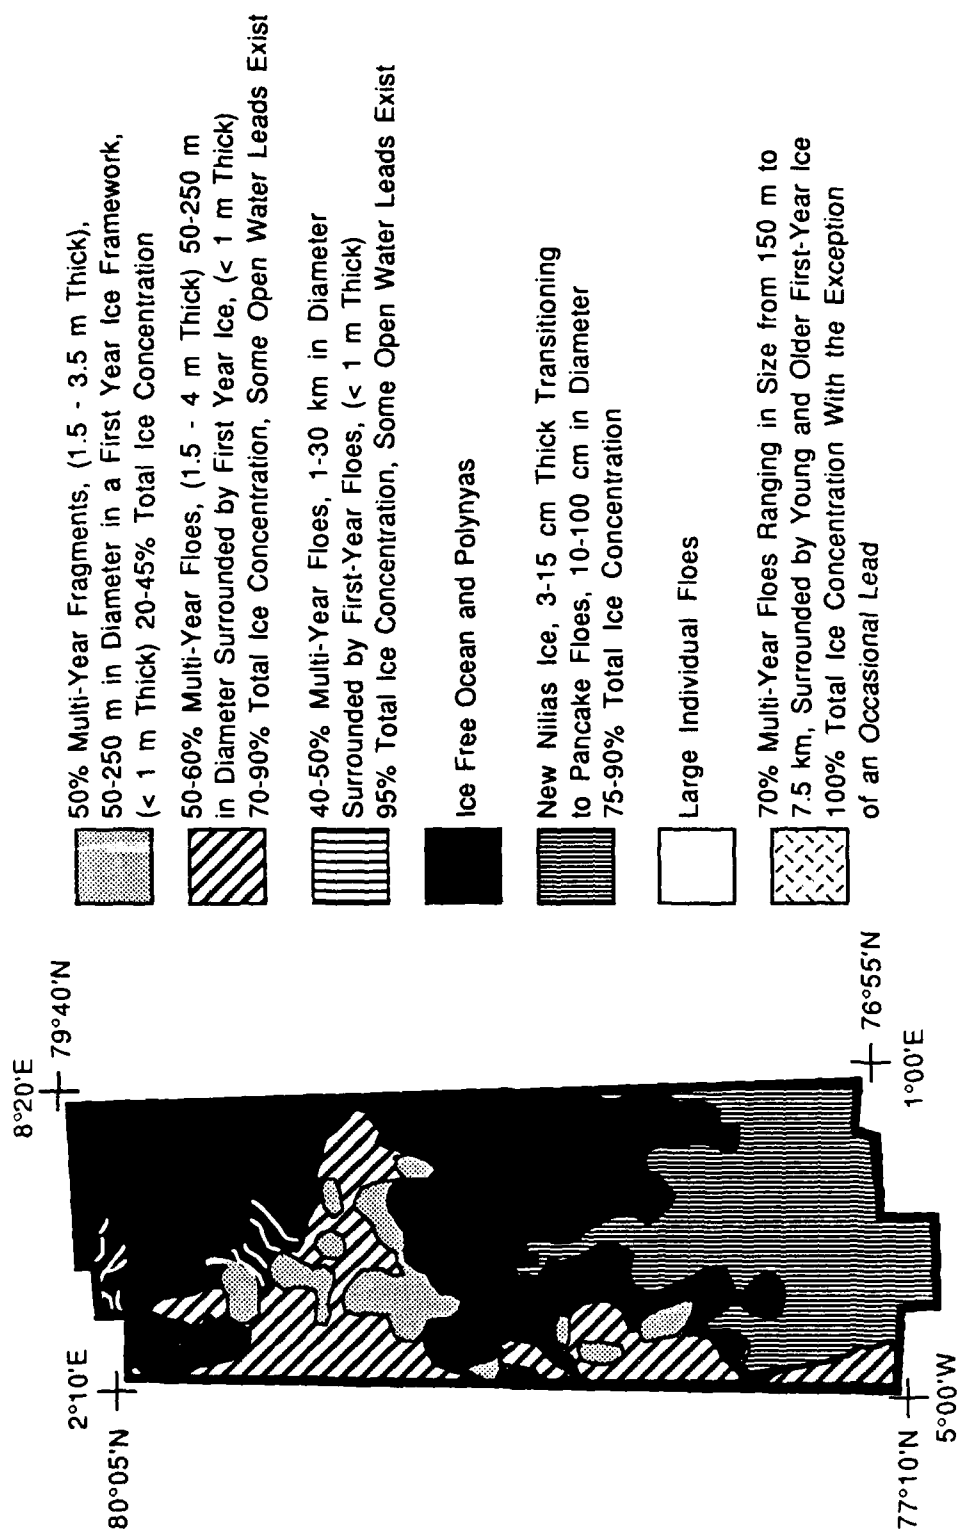 50% Multi-Year Fragments, (1.5 - 3.5 m Thick),
50-250 m in Diameter in a First Year Ice Framework,
(< 1 m Thick) 20-45% Total Ice Concentration
50-60% Multi-Year Floes, (1.5 - 4 m Thick) 50-250 m
in Diameter Surrounded by First Year Ice, (< 1 m Thick)
70-90% Total Ice Concentration, Some Open Water Leads Exist
40-50% Multi-Year Floes, 1-30 km in Diameter
Surrounded by First-Year Floes, (< 1 m Thick)
95% Total Ice Concentration, Some Open Water Leads Exist
Ice Free Ocean and Polynyas
New Nilias Ice, 3-15 cm Thick Transitioning
to Pancake Floes, 10-100 cm in Diameter
75-90% Total Ice Concentration
Large Individual Floes
70% Multi-Year Floes Ranging in Size from 150 m to
7.5 km, Surrounded by Young and Older First-Year Ice
100% Total Ice Concentration With the Exception
of an Occasional Lead
8°20'E
79°40'N
76°55'N
1°00'E
2°10'E
80°05'N
77°10'N
5°00'W